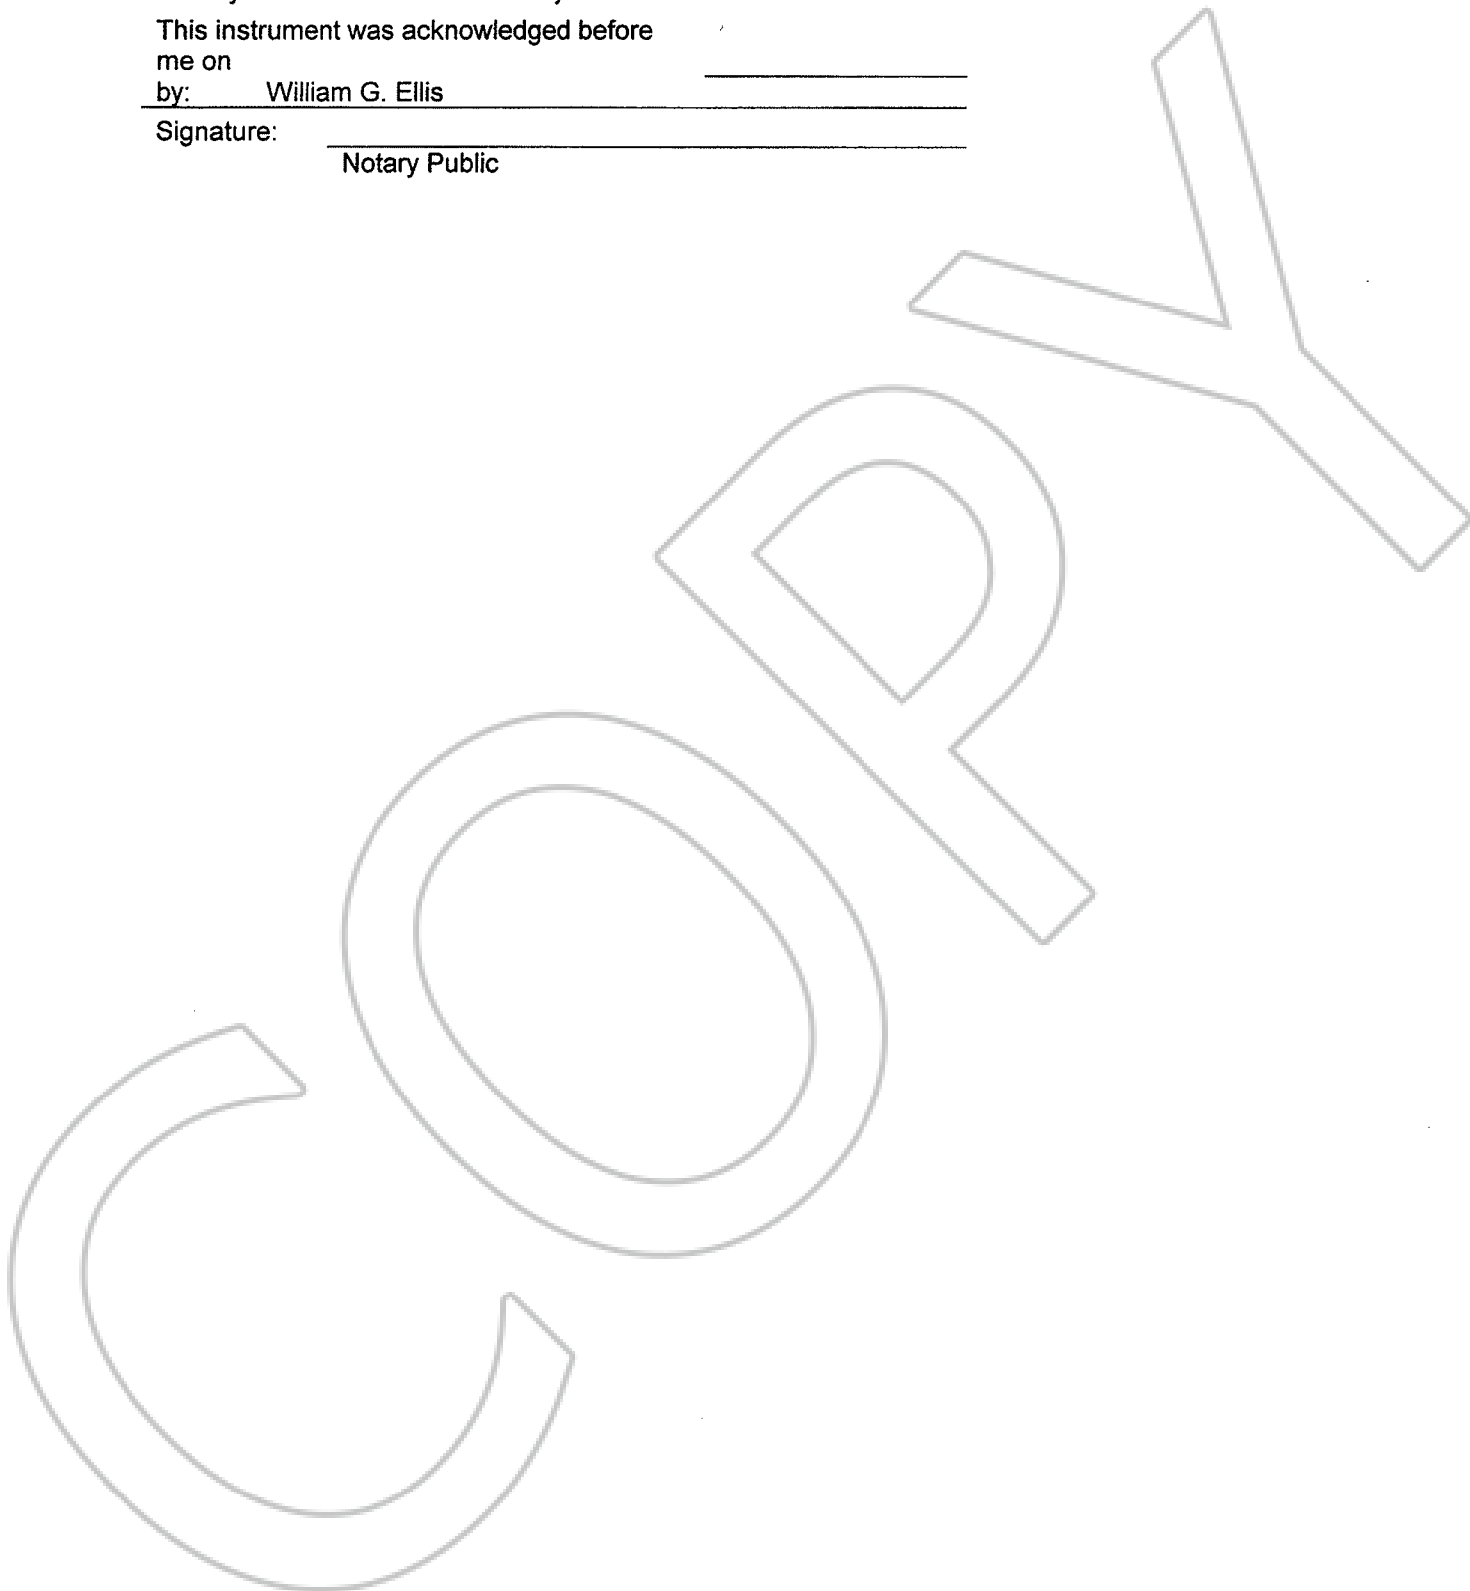 This instrument was acknowledged before
me on
by: William G. Ellis
Signature:
Notary Public
COPY